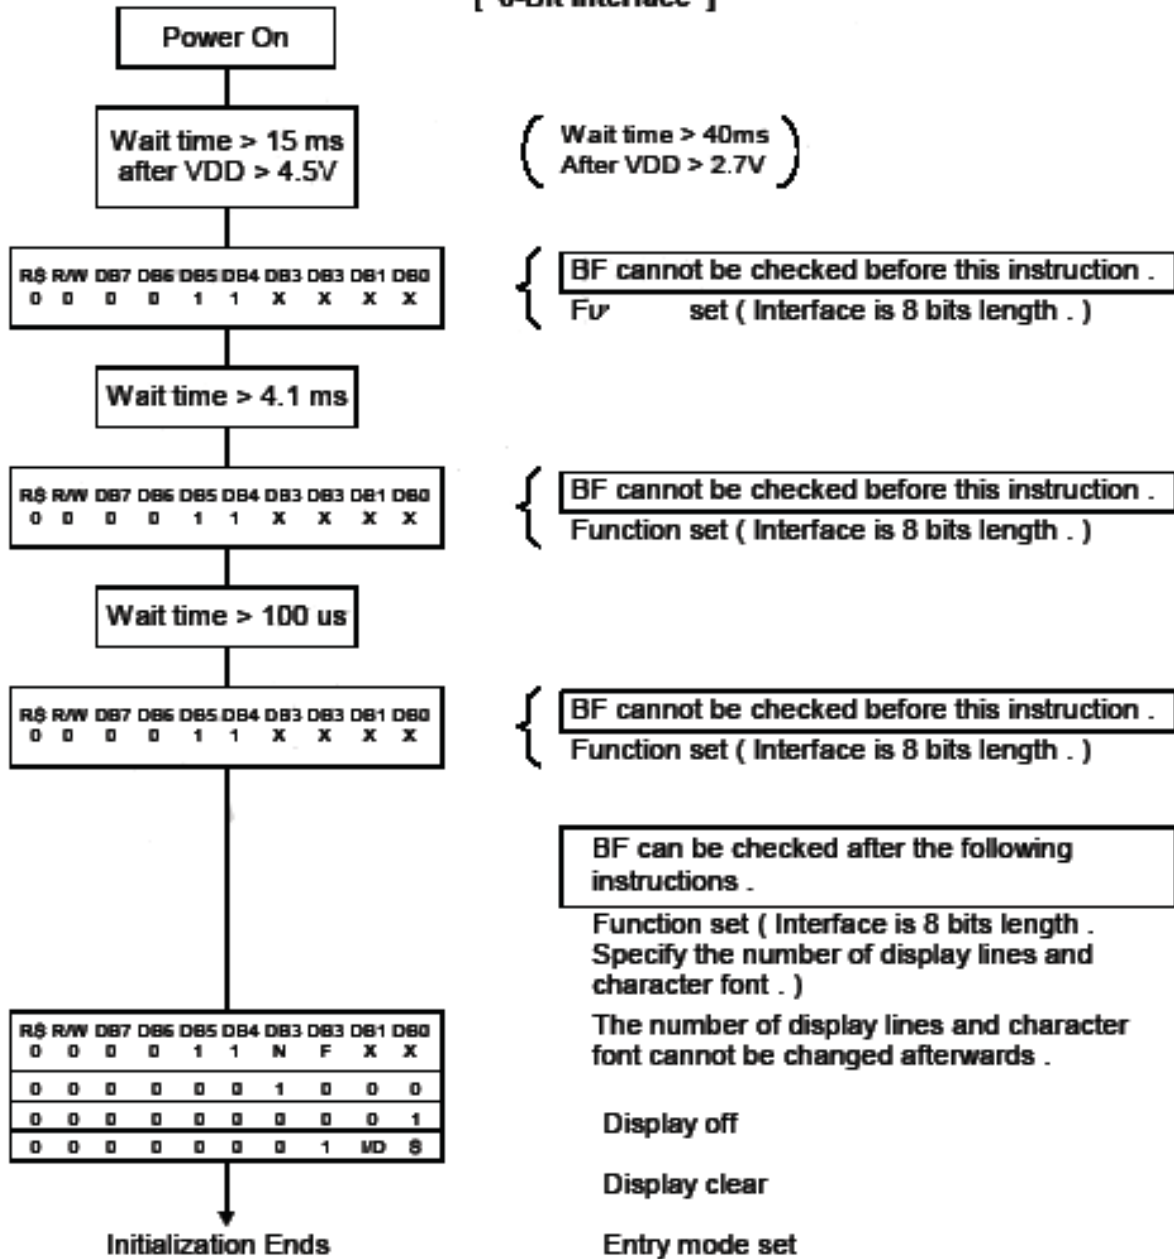 Interface ]
Power On
Wait time > 15 ms
after VDD > 4.5V
Wait time > 40ms
After VDD > 2.7V
RS R/W DB7 DB6 DB5 DB4 DB3 DB3 DB1 DB0
0 0 0 0 1 1 X X X X
BF cannot be checked before this instruction .
set ( Interface is 8 bits length . )
Wait time > 4.1 ms
RS R/W DB7 DB6 DB5 DB4 DB3 DB3 DB1 DB0
0 0 0 0 1 1 X X X X
BF cannot be checked before this instruction .
Function set ( Interface is 8 bits length . )
Wait time > 100 us
RS R/W DB7 DB6 DB5 DB4 DB3 DB3 DB1 DB0
0 0 0 0 1 1 X X X X
BF cannot be checked before this instruction .
Function set ( Interface is 8 bits length . )
BF can be checked after the following
instructions .
Function set ( Interface is 8 bits length .
Specify the number of display lines and
character font . )
The number of display lines and character
font cannot be changed afterwards .
RS R/W DB7 DB6 DB5 DB4 DB3 DB3 DB1 DB0
0 0 0 0 1 1 N F X X
0 0 0 0 0 0 1 0 0 0
0 0 0 0 0 0 0 0 0 1
0 0 0 0 0 0 0 1 I/D S
Display off
Display clear
Entry mode set
Initialization Ends